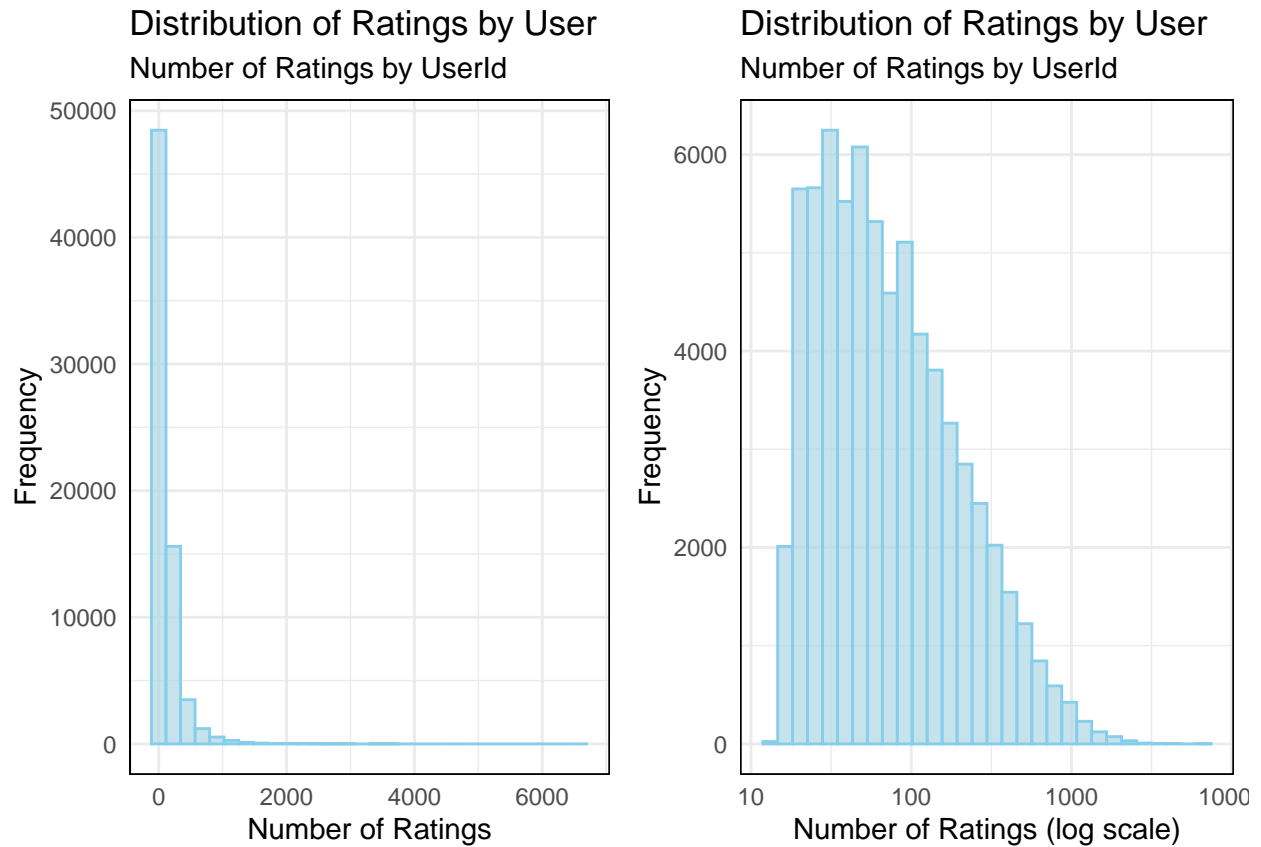 Distribution of Ratings by User
Number of Ratings by UserId
50000
40000
30000
20000
10000
0
Frequency
0 2000 4000 6000
Number of Ratings
Distribution of Ratings by User
Number of Ratings by UserId
6000
4000
2000
0
Frequency
10 100 1000 1000
Number of Ratings (log scale)